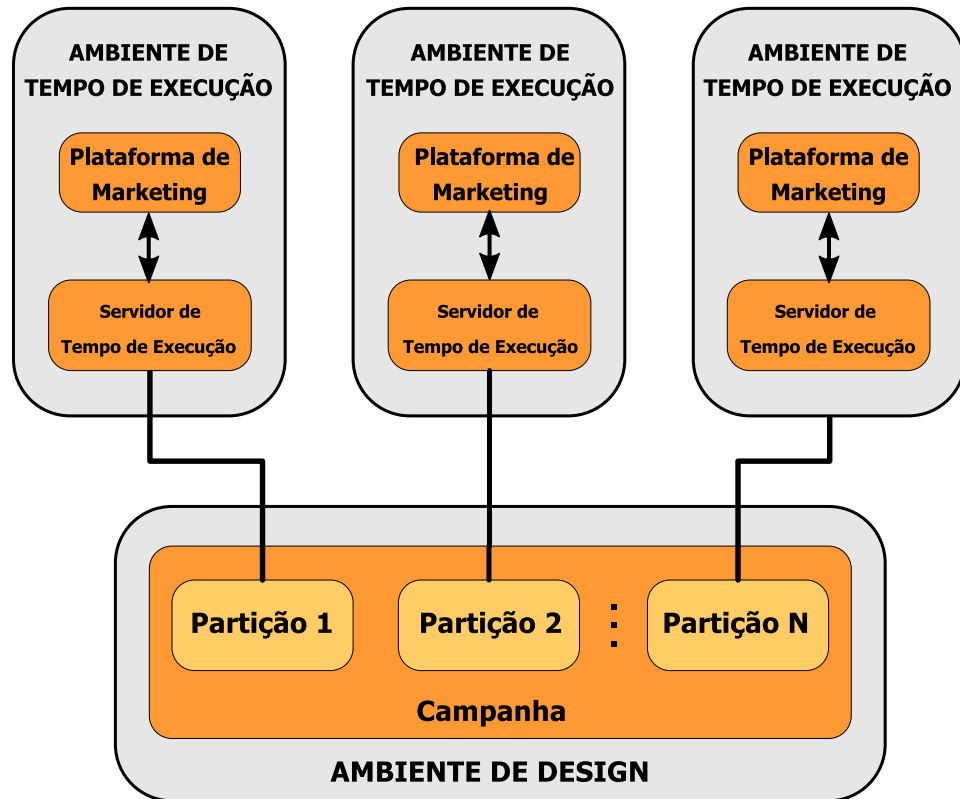 AMBIENTE DE
TEMPO DE EXECUÇÃO
Plataforma de
Marketing
Servidor de
Tempo de Execução
AMBIENTE DE
TEMPO DE EXECUÇÃO
Plataforma de
Marketing
Servidor de
Tempo de Execução
AMBIENTE DE
TEMPO DE EXECUÇÃO
Plataforma de
Marketing
Servidor de
Tempo de Execução
Partição 1
Partição 2
Partição N
Campanha
AMBIENTE DE DESIGN